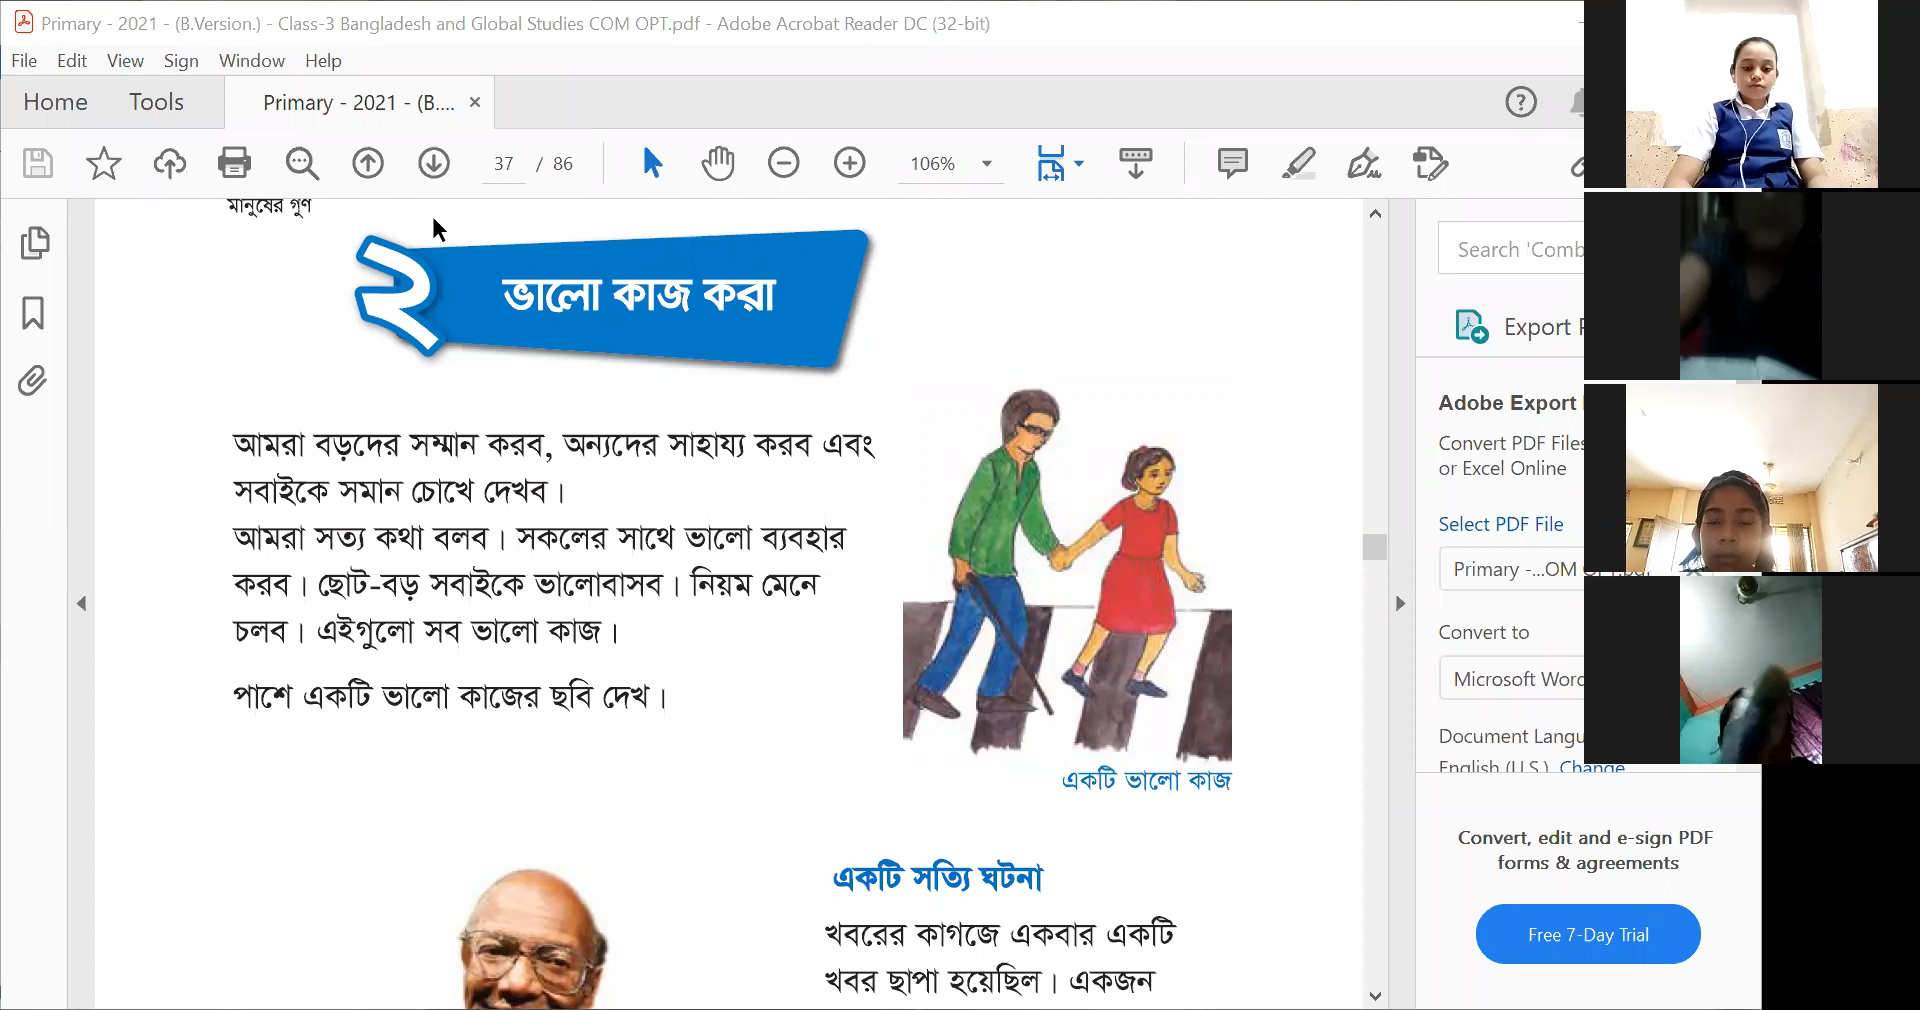 Primary - 2021 - (B.Version.) - Class-3 Bangladesh and Global Studies COM OPT.pdf - Adobe Acrobat Reader DC (32-bit)
File Edit View Sign Window Help
Home Tools Primary - 2021 - (B.... ×
37 / 86 106%
মানুষের গুণ
২ ভালো কাজ করা
আমরা বড়দের সম্মান করব, অন্যদের সাহায্য করব এবং
সবাইকে সমান চোখে দেখব।
আমরা সত্য কথা বলব। সকলের সাথে ভালো ব্যবহার
করব। ছোট-বড় সবাইকে ভালোবাসব। নিয়ম মেনে
চলব। এইগুলো সব ভালো কাজ।
পাশে একটি ভালো কাজের ছবি দেখ।
একটি ভালো কাজ
একটি সত্যি ঘটনা
খবরের কাগজে একবার একটি
খবর ছাপা হয়েছিল। একজন
Search 'Comb
Export
Adobe Export
Convert PDF Files
or Excel Online
Select PDF File
Primary -...OM
Convert to
Microsoft Word
Document Langu
English (U.S.) Change
Convert, edit and e-sign PDF
forms & agreements
Free 7-Day Trial